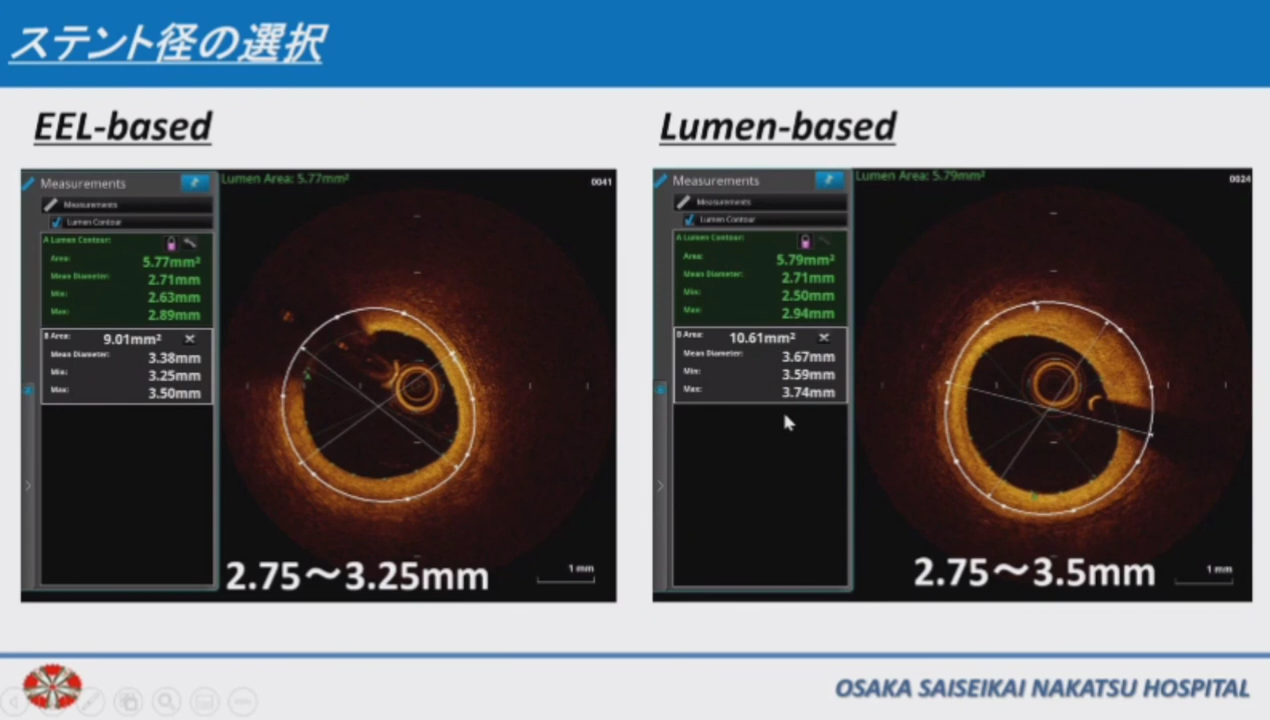 ステント径の選択
EEL-based
Measurements
Measurements
Lumen Contour
A Lumen Contour:
Area: 5.77mm²
Mean Diameter: 2.71mm
Min: 2.63mm
Max: 2.89mm
B Area: 9.01mm²
Mean Diameter: 3.38mm
Min: 3.25mm
Max: 3.50mm
Lumen Area: 5.77mm²
0041
2.75～3.25mm
1 mm
Lumen-based
Measurements
Measurements
Lumen Contour
A Lumen Contour:
Area: 5.79mm²
Mean Diameter: 2.71mm
Min: 2.50mm
Max: 2.94mm
B Area: 10.61mm²
Mean Diameter: 3.67mm
Min: 3.59mm
Max: 3.74mm
Lumen Area: 5.79mm²
0024
2.75～3.5mm
1 mm
OSAKA SAISEIKAI NAKATSU HOSPITAL